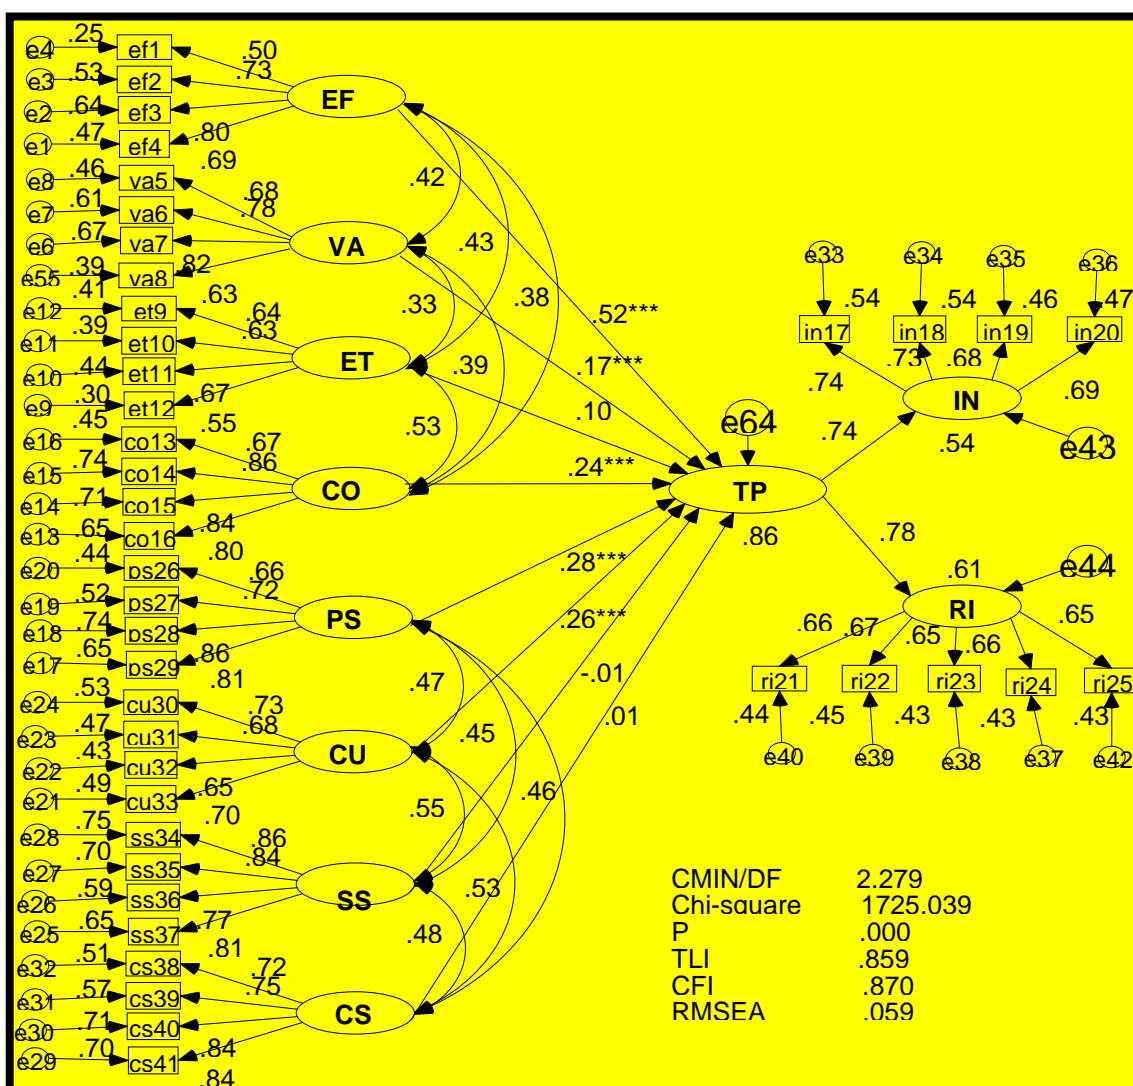 e4 .25 ef1 .50
e3 .53 ef2 .73
EF
e2 .64 ef3
e1 .47 ef4 .80
.69
e8 .46 va5 .68
e7 .61 va6 .78
VA
e6 .67 va7
e55 .39 va8 .82
.63
e12 .41 et9 .64
e11 .39 et10 .63
ET
e10 .44 et11
e9 .30 et12 .67
.55
e16 .45 co13 .67
e15 .74 co14 .86
CO
e14 .71 co15
e13 .65 co16 .84
.80
e20 .44 ps26 .66
e19 .52 ps27 .72
PS
e18 .74 ps28
e17 .65 ps29 .86
.81
e24 .53 cu30 .73
e23 .47 cu31 .68
CU
e22 .43 cu32
e21 .49 cu33 .65
.70
e28 .75 ss34 .86
e27 .70 ss35 .84
SS
e26 .59 ss36
e25 .65 ss37 .77
.81
e32 .51 cs38 .72
e31 .57 cs39 .75
CS
e30 .71 cs40
e29 .70 cs41 .84
.84
.42
.43
.38
.33
.39
.53
.47
.45
.46
.55
.53
.48
.52***
.17***
.10
.24***
.28***
.26***
-.01
.01
e64
TP
.86
.74
.78
e33 e34 e35 e36
.54 .54 .46 .47
in17 in18 in19 in20
.74 .73 .68 .69
IN
.54 e43
e44
.61
RI
.66 .67 .65 .66 .65
ri21 ri22 ri23 ri24 ri25
.44 .45 .43 .43 .43
e40 e39 e38 e37 e42
CMIN/DF 2.279
Chi-square 1725.039
P .000
TLI .859
CFI .870
RMSEA .059